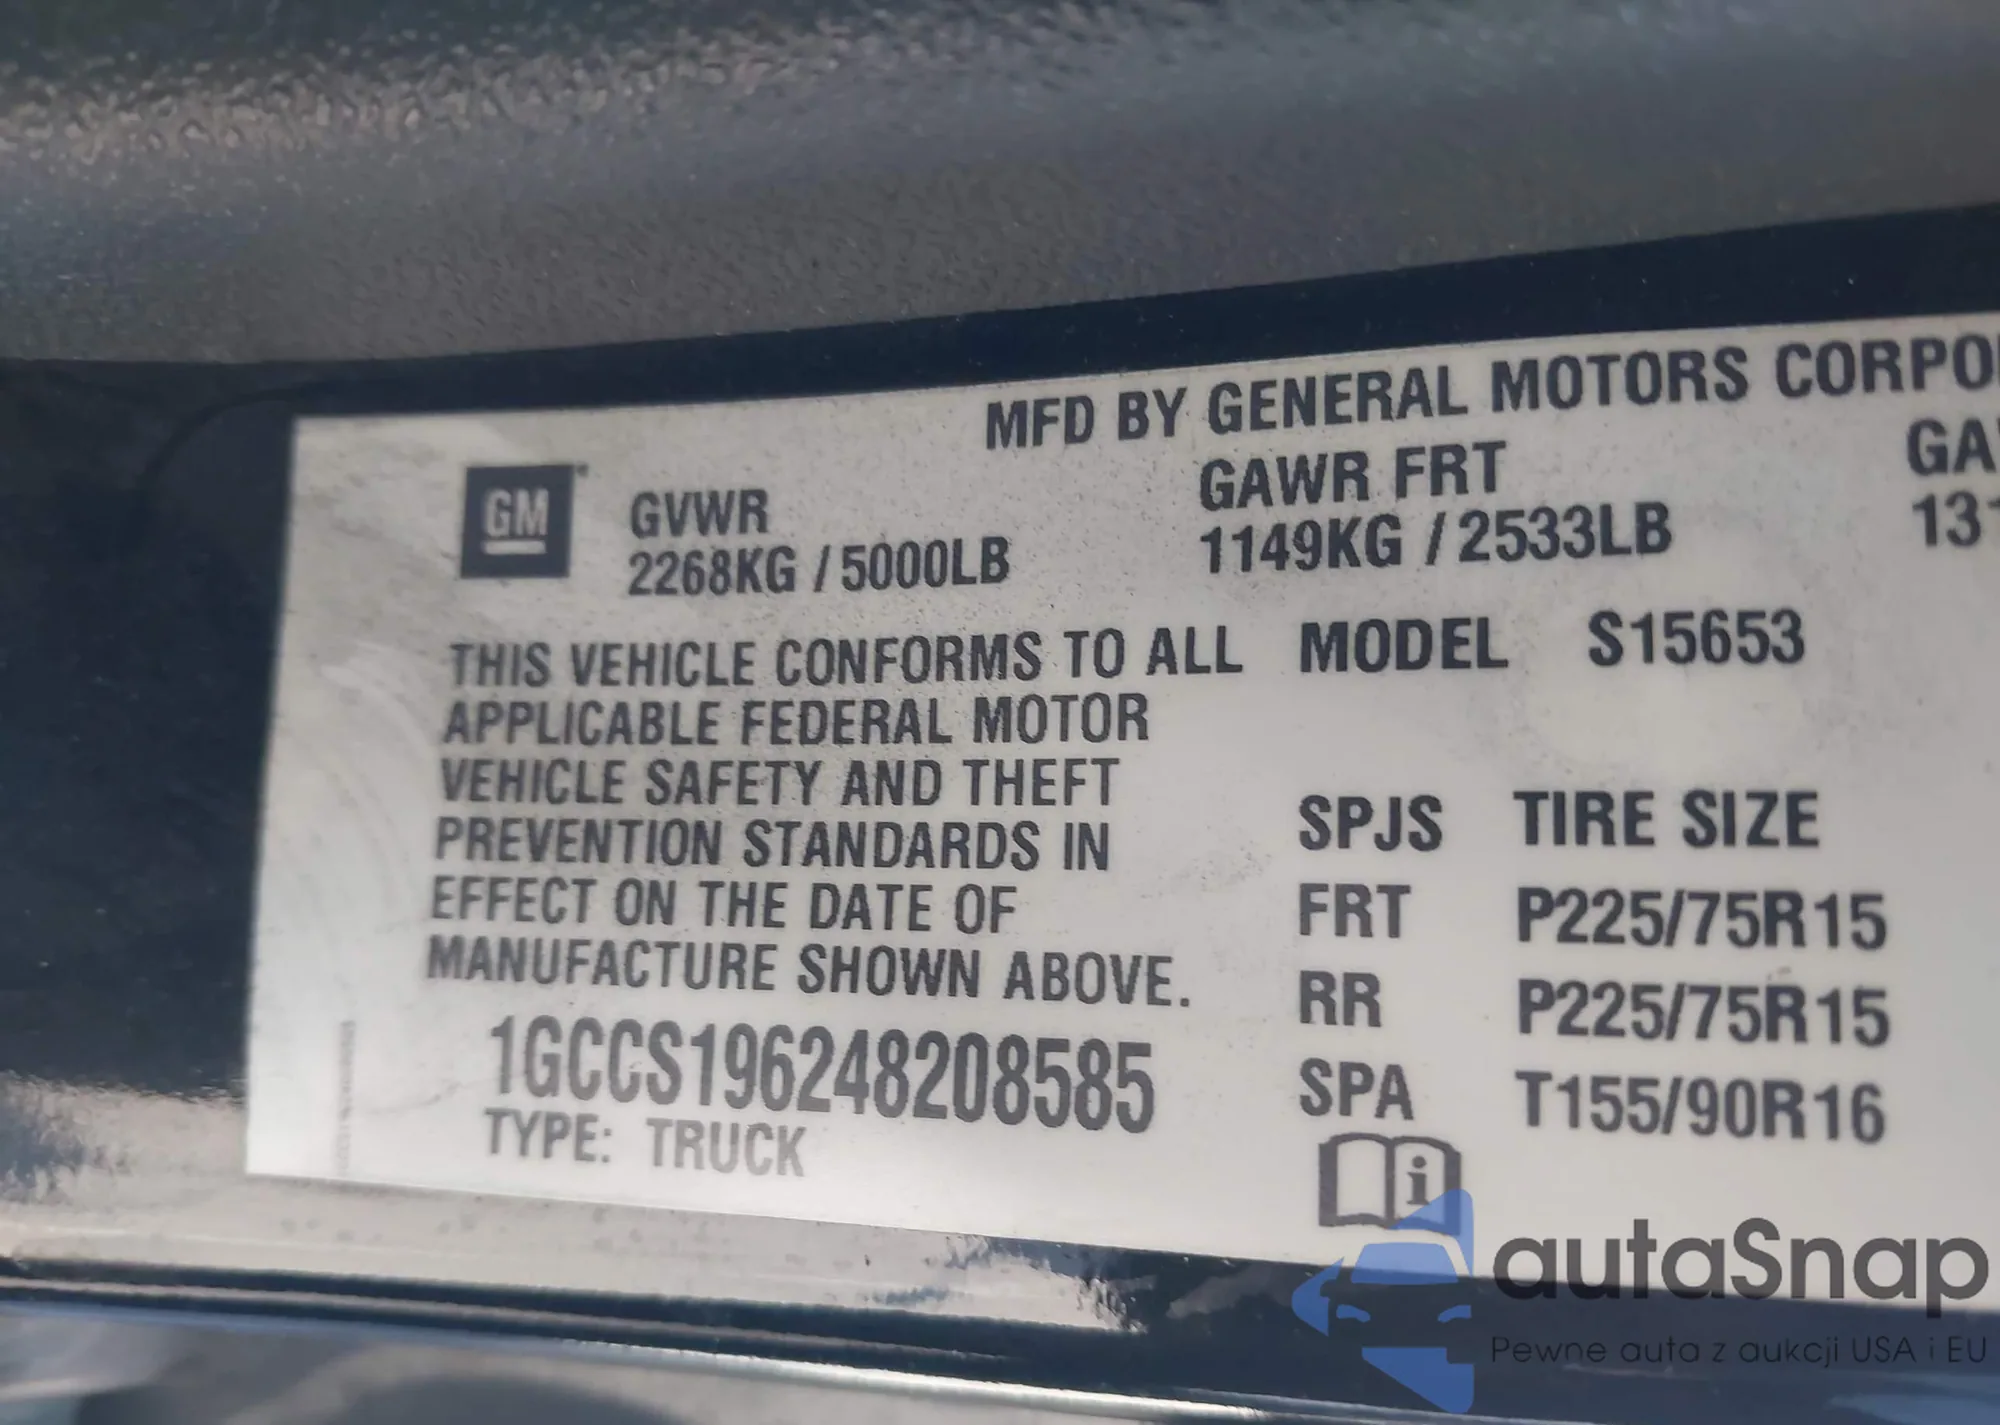 MFD BY GENERAL MOTORS CORPO
GM
GVWR
2268KG / 5000LB
GAWR FRT
1149KG / 2533LB
GA
131
THIS VEHICLE CONFORMS TO ALL
APPLICABLE FEDERAL MOTOR
VEHICLE SAFETY AND THEFT
PREVENTION STANDARDS IN
EFFECT ON THE DATE OF
MANUFACTURE SHOWN ABOVE.
1GCCS196248208585
TYPE: TRUCK
MODEL S15653
SPJS TIRE SIZE
FRT P225/75R15
RR P225/75R15
SPA T155/90R16
i
autaSnap
Pewne auta z aukcji USA i EU